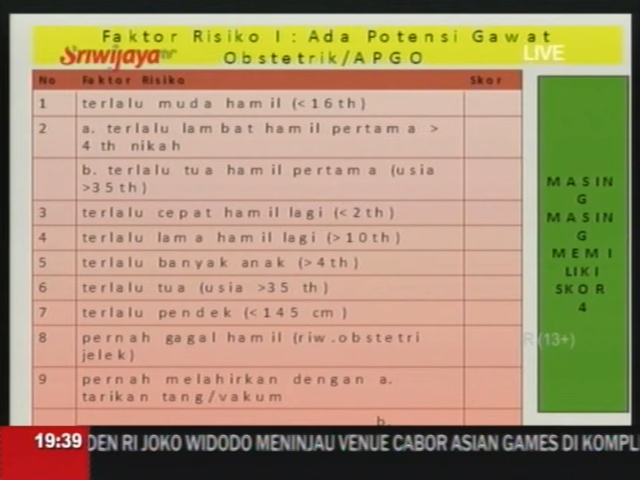 Faktor Risiko I : Ada Potensi Gawat
Obstetrik/APGO
Sriwijaya TV
LIVE
No Faktor Risiko Skor
1 terlalu muda hamil (<16th)
2 a. terlalu lambat hamil pertama >
4 th nikah
b. terlalu tua hamil pertama (usia
>35th)
3 terlalu cepat hamil lagi (<2th)
4 terlalu lama hamil lagi (>10th)
5 terlalu banyak anak (>4th)
6 terlalu tua (usia >35 th)
7 terlalu pendek (<145 cm)
8 pernah gagal hamil (riw.obstetri
jelek)
9 pernah melahirkan dengan a.
tarikan tang/vakum
b.
MASIN
G
MASIN
G
MEMI
LIKI
SKOR
4
R(13+)
19:39 DEN RI JOKO WIDODO MENINJAU VENUE CABOR ASIAN GAMES DI KOMPL